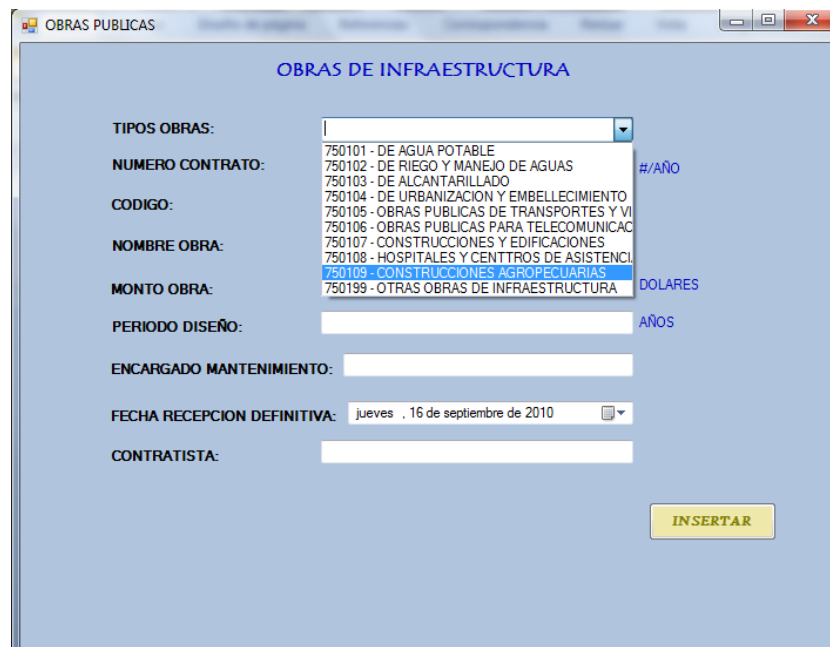 OBRAS PUBLICAS
OBRAS DE INFRAESTRUCTURA
TIPOS OBRAS:
750101 - DE AGUA POTABLE
750102 - DE RIEGO Y MANEJO DE AGUAS
750103 - DE ALCANTARILLADO
750104 - DE URBANIZACION Y EMBELLECIMIENTO
750105 - OBRAS PUBLICAS DE TRANSPORTES Y VI
750106 - OBRAS PUBLICAS PARA TELECOMUNICAC
750107 - CONSTRUCCIONES Y EDIFICACIONES
750108 - HOSPITALES Y CENTTROS DE ASISTENCI
750109 - CONSTRUCCIONES AGROPECUARIAS
750199 - OTRAS OBRAS DE INFRAESTRUCTURA
NUMERO CONTRATO: #/AÑO
CODIGO:
NOMBRE OBRA:
MONTO OBRA: DOLARES
PERIODO DISEÑO: AÑOS
ENCARGADO MANTENIMIENTO:
FECHA RECEPCION DEFINITIVA: jueves , 16 de septiembre de 2010
CONTRATISTA:
INSERTAR